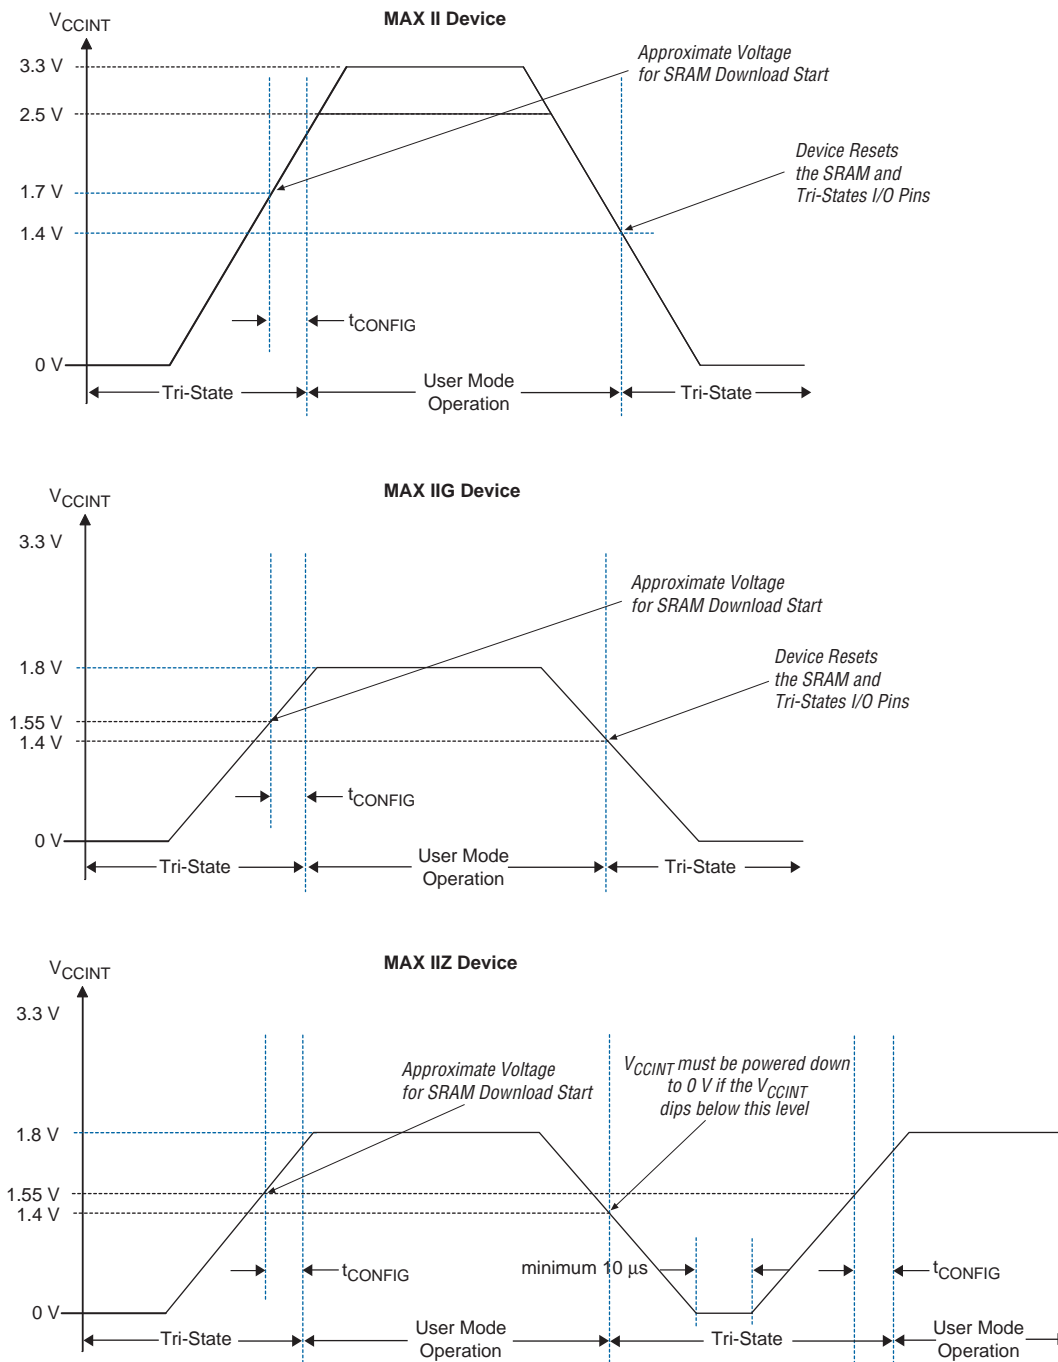 MAX II Device
VCCINT
3.3 V
2.5 V
1.7 V
1.4 V
0 V
Approximate Voltage
for SRAM Download Start
Device Resets
the SRAM and
Tri-States I/O Pins
tCONFIG
Tri-State
User Mode
Operation
Tri-State
MAX IIG Device
VCCINT
3.3 V
1.8 V
1.55 V
1.4 V
0 V
Approximate Voltage
for SRAM Download Start
Device Resets
the SRAM and
Tri-States I/O Pins
tCONFIG
Tri-State
User Mode
Operation
Tri-State
MAX IIZ Device
VCCINT
3.3 V
1.8 V
1.55 V
1.4 V
0 V
Approximate Voltage
for SRAM Download Start
VCCINT must be powered down
to 0 V if the VCCINT
dips below this level
tCONFIG
minimum 10 µs
tCONFIG
Tri-State
User Mode
Operation
Tri-State
User Mode
Operation